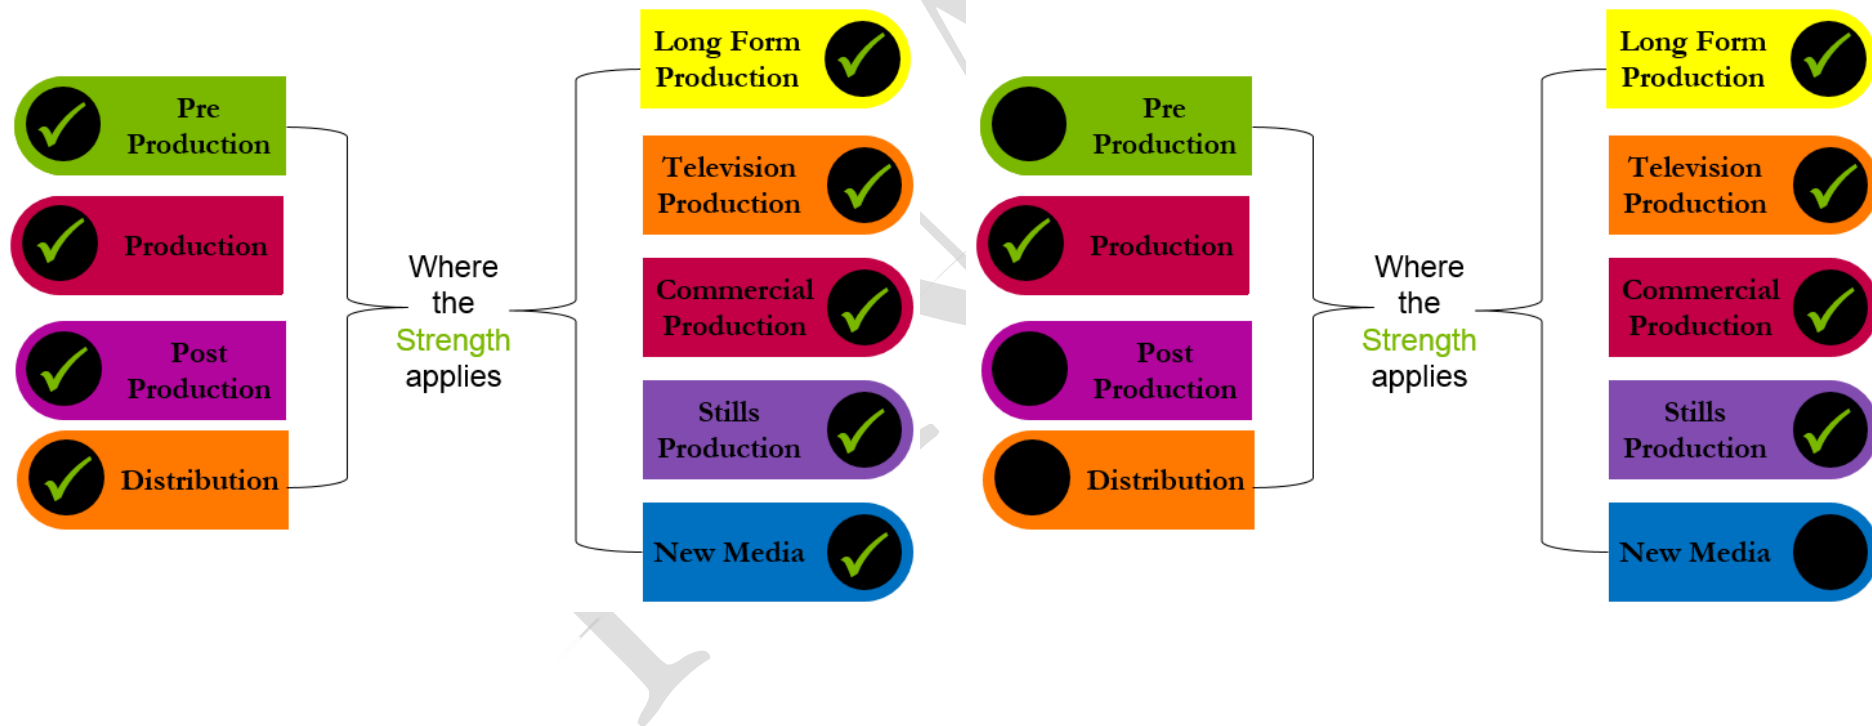 Pre
Production
Production
Post
Production
Distribution
Where
the
Strength
applies
Long Form
Production
Television
Production
Commercial
Production
Stills
Production
New Media
Pre
Production
Production
Post
Production
Distribution
Where
the
Strength
applies
Long Form
Production
Television
Production
Commercial
Production
Stills
Production
New Media